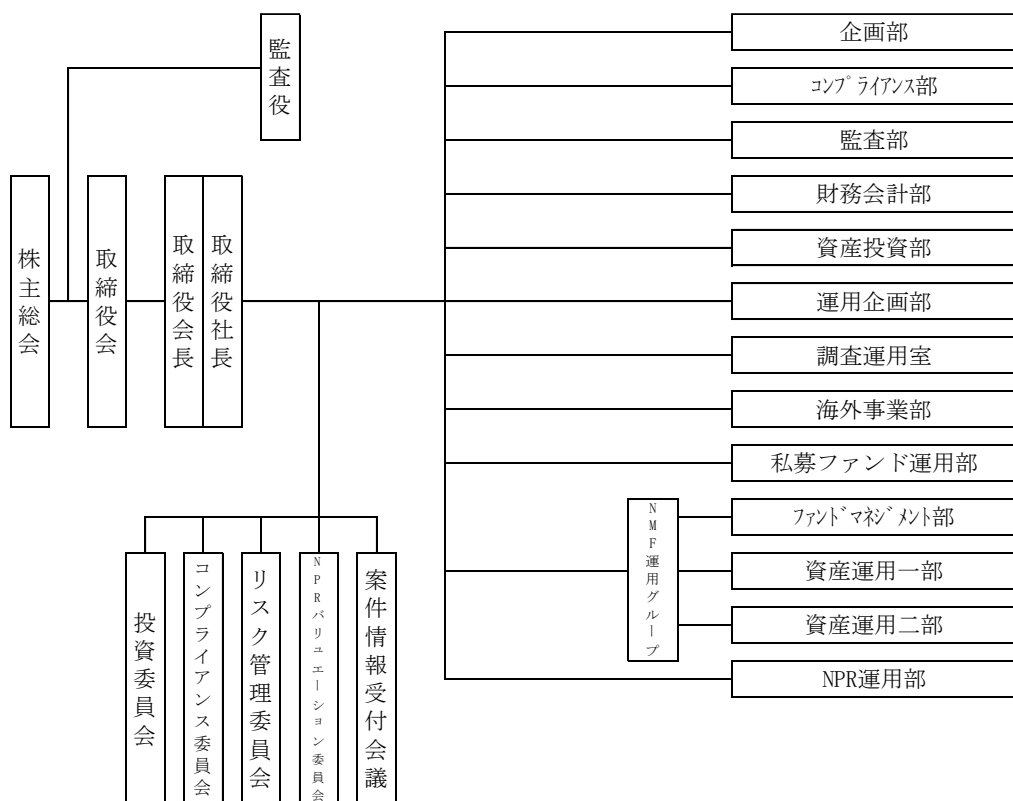 監査役
株主総会
取締役会
取締役会長
取締役社長
企画部
コンプライアンス部
監査部
財務会計部
資産投資部
運用企画部
調査運用室
海外事業部
私募ファンド運用部
NMF運用グループ
ファンドマネジメント部
資産運用一部
資産運用二部
NPR運用部
投資委員会
コンプライアンス委員会
リスク管理委員会
NPRバリュエーション委員会
案件情報受付会議